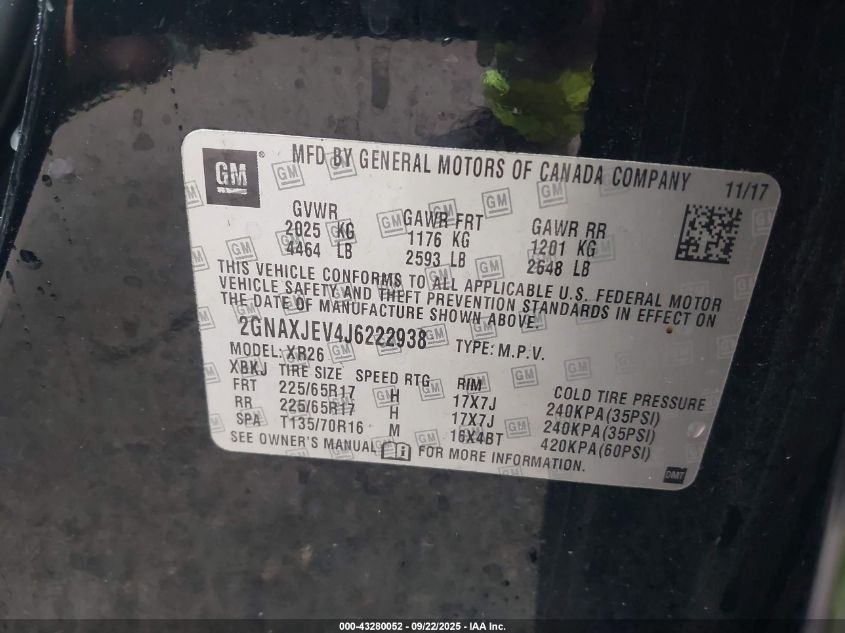 GM ® MFD BY GENERAL MOTORS OF CANADA COMPANY 11/17
GVWR GAWR FRT GAWR RR
2025 KG 1176 KG 1201 KG
4464 LB 2593 LB 2648 LB
THIS VEHICLE CONFORMS TO ALL APPLICABLE U.S. FEDERAL MOTOR
VEHICLE SAFETY AND THEFT PREVENTION STANDARDS IN EFFECT ON
THE DATE OF MANUFACTURE SHOWN ABOVE.
2GNAXJEV4J6222938 TYPE: M.P.V.
MODEL: XR26
XBKJ TIRE SIZE SPEED RTG RIM COLD TIRE PRESSURE
FRT 225/65R17 H 17X7J 240KPA(35PSI)
RR 225/65R17 H 17X7J 240KPA(35PSI)
SPA T135/70R16 M 16X4BT 420KPA(60PSI)
SEE OWNER'S MANUAL FOR MORE INFORMATION.
DMT
000-43280052 - 09/22/2025 - IAA Inc.